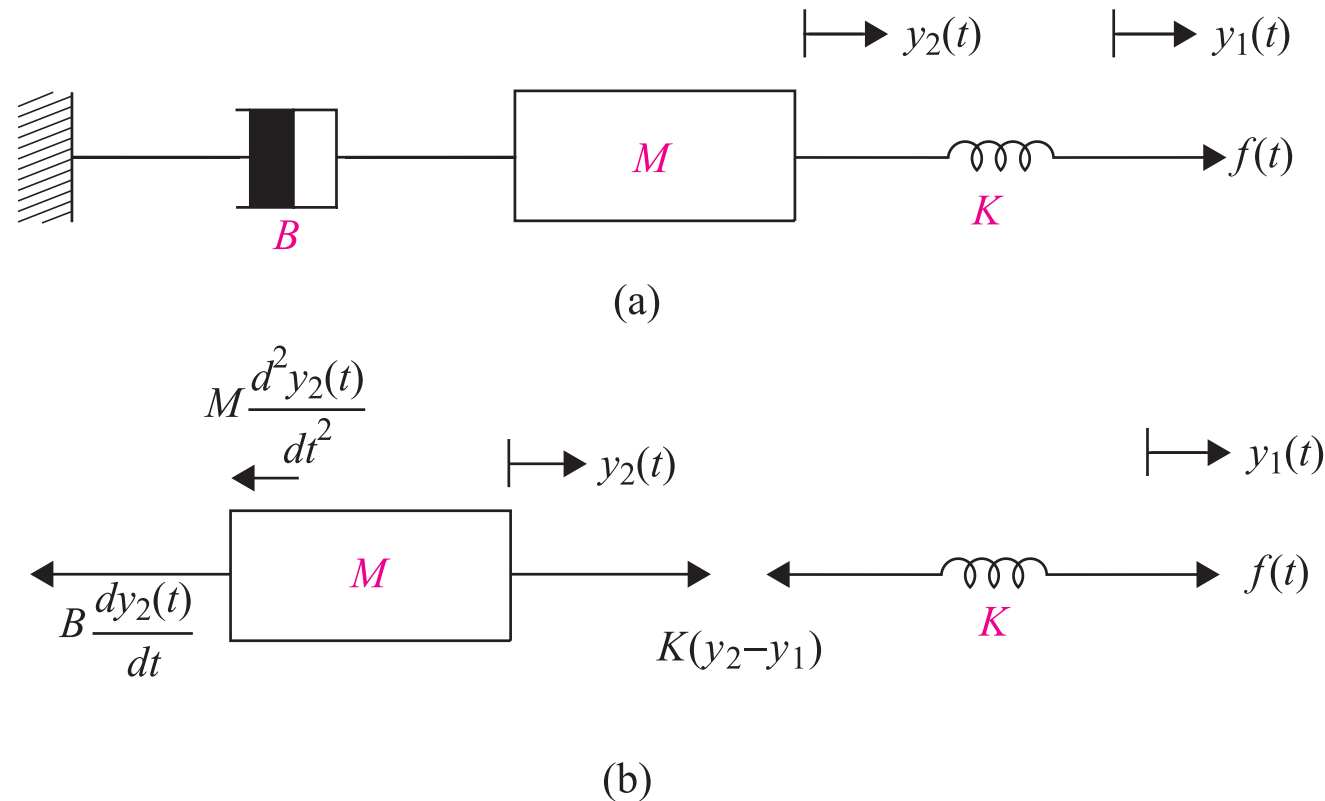 y₂(t) y₁(t)
M f(t)
B K
(a)
M d²y₂(t)/dt²
y₂(t) y₁(t)
M f(t)
B dy₂(t)/dt K(y₂–y₁) K
(b)